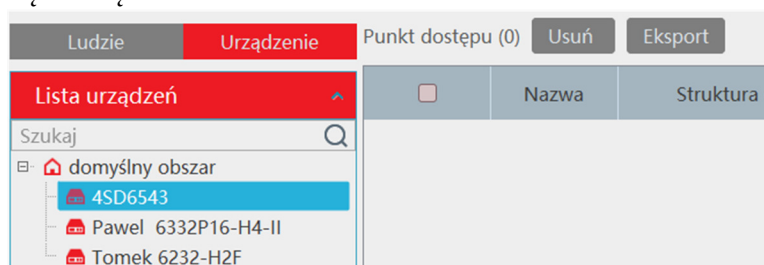 Ludzie Urządzenie Punkt dostępu (0) Usuń Eksport
Lista urządzeń Nazwa Struktura
Szukaj
domyślny obszar
4SD6543
Pawel 6332P16-H4-II
Tomek 6232-H2F